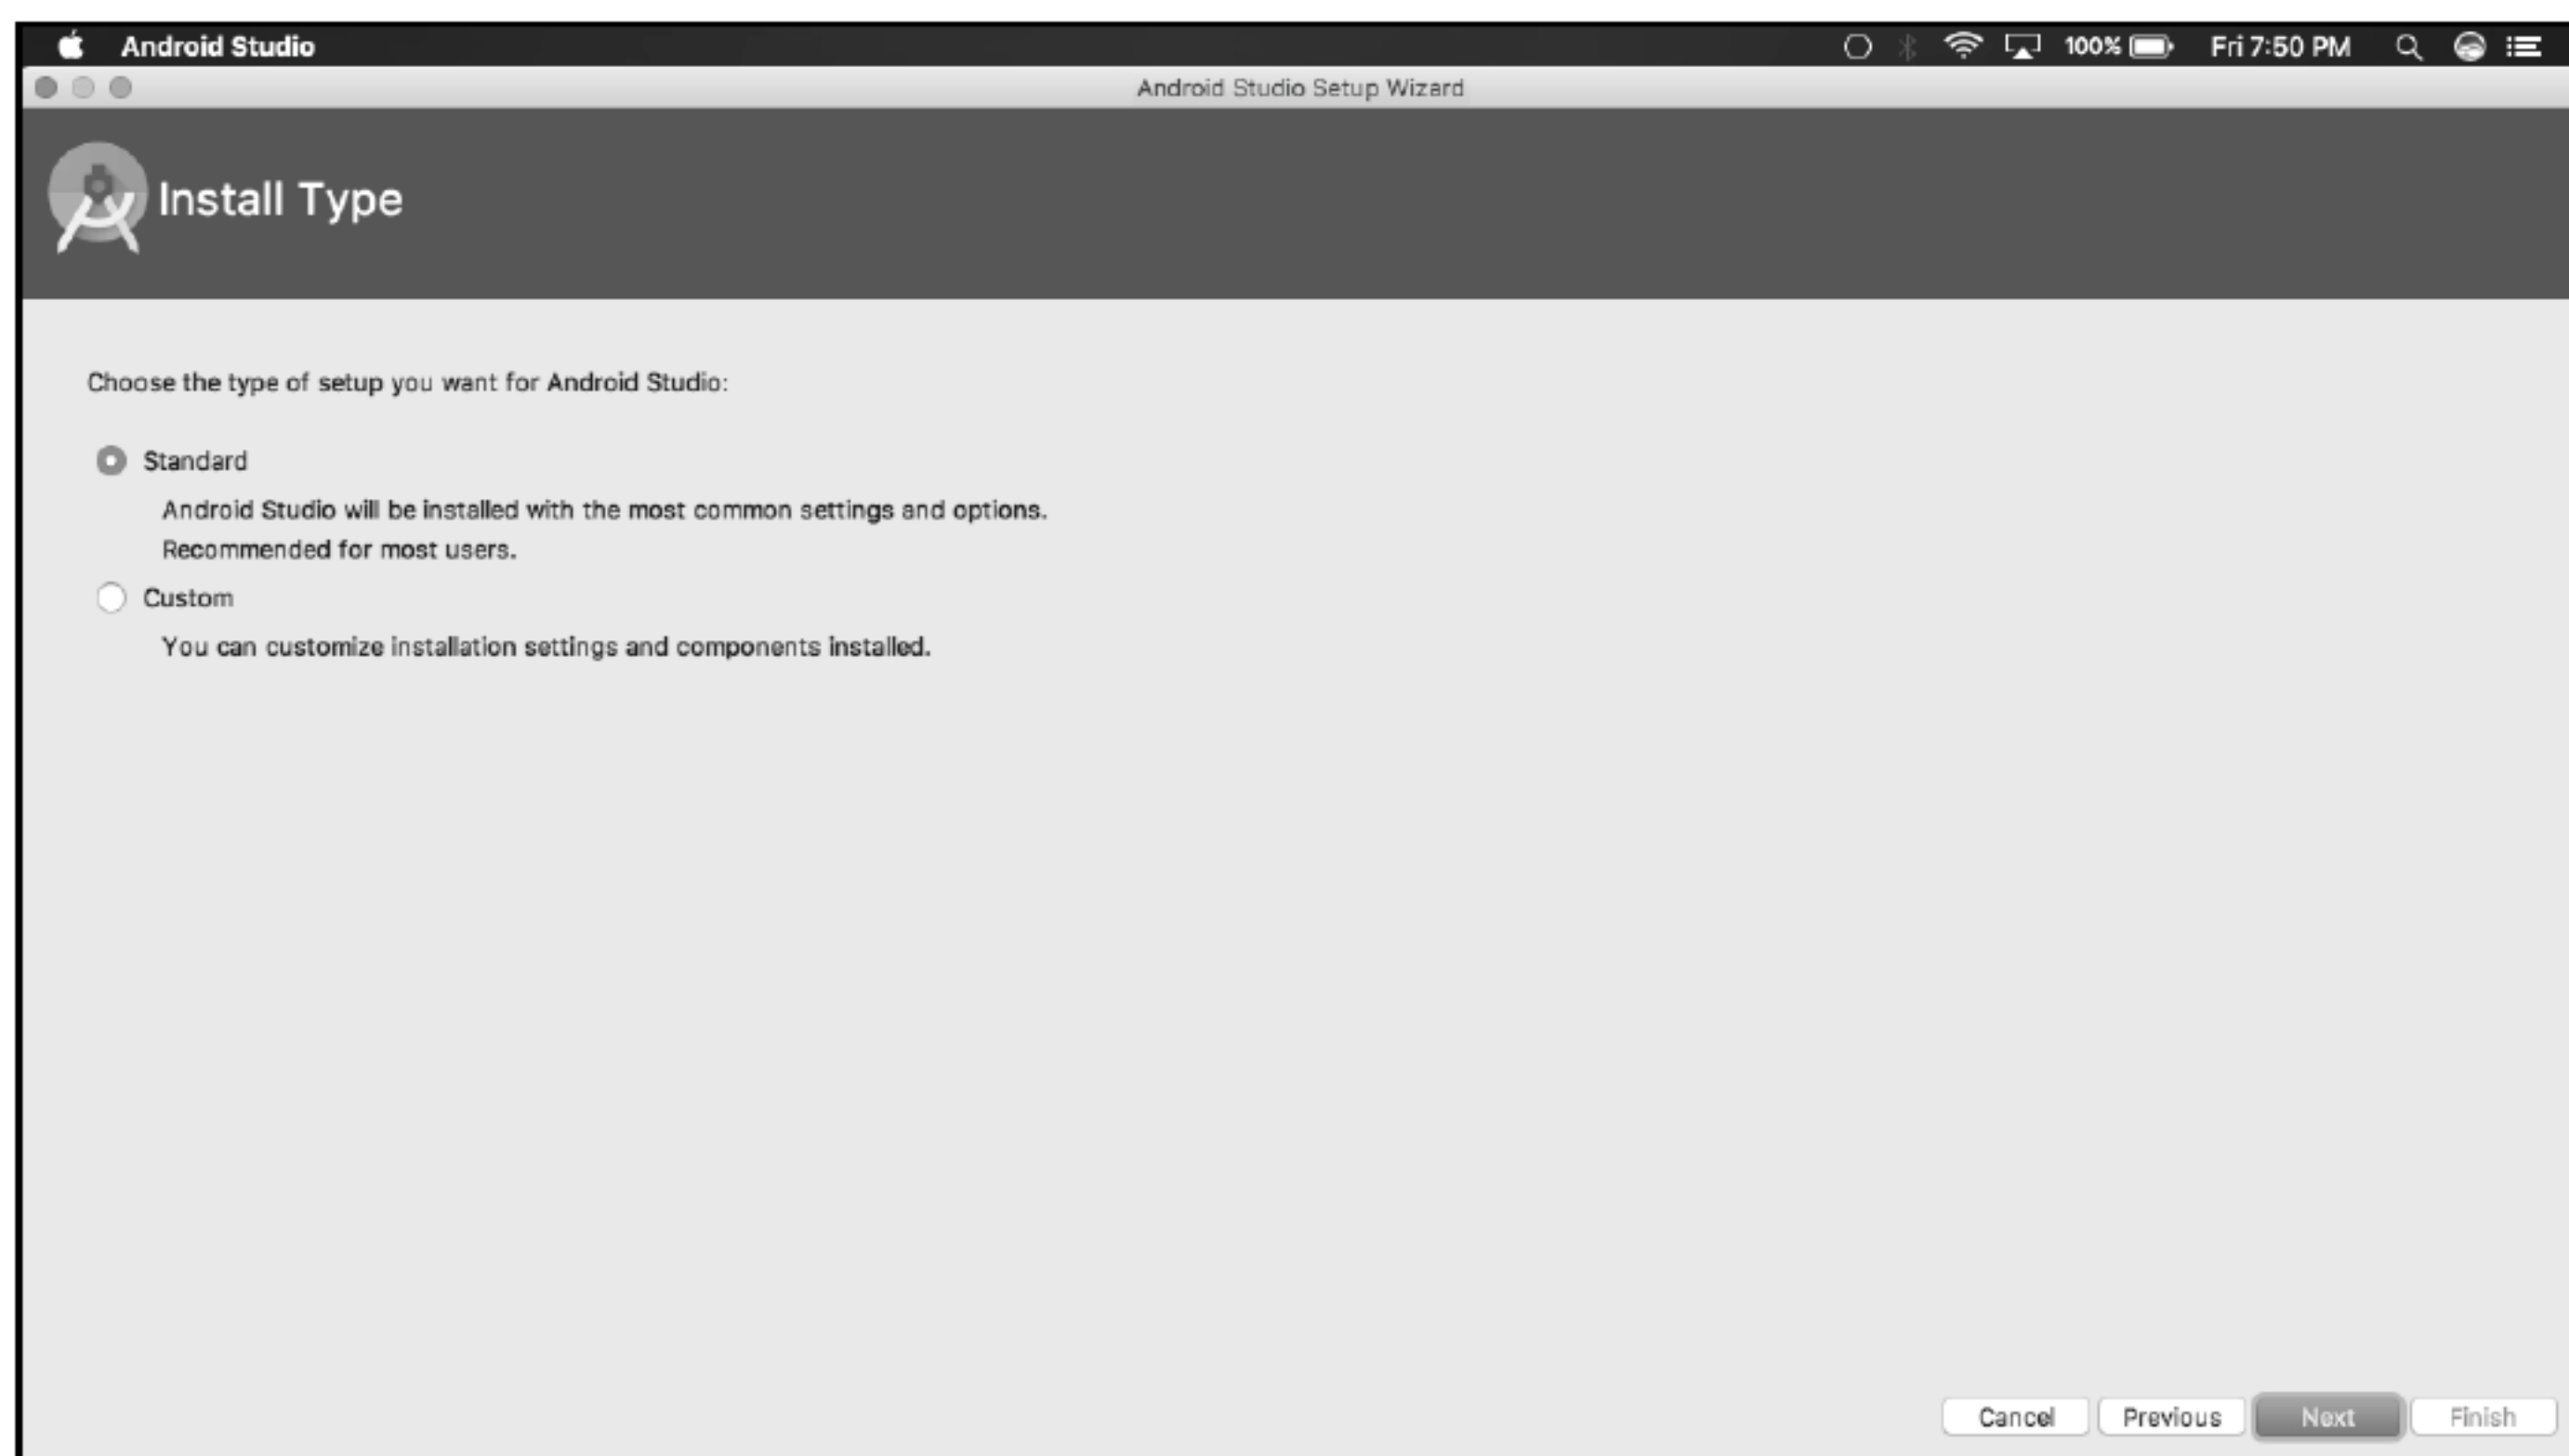 Android Studio
100% Fri 7:50 PM
Android Studio Setup Wizard
Install Type
Choose the type of setup you want for Android Studio:
Standard
Android Studio will be installed with the most common settings and options.
Recommended for most users.
Custom
You can customize installation settings and components installed.
Cancel Previous Next Finish